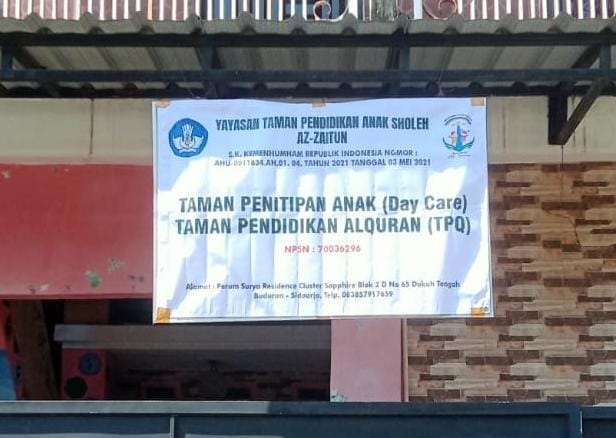 YAYASAN TAMAN PENDIDIKAN ANAK SHOLEH
AZ-ZAITUN
S.K. KEMENHUMHAM REPUBLIK INDONESIA NOMOR :
AHU-0011634.AH.01. 04. TAHUN 2021 TANGGAL 03 MEI 2021
TAMAN PENITIPAN ANAK (Day Care)
TAMAN PENDIDIKAN ALQURAN (TPQ)
NPSN : 70036296
Alamat : Perum Surya Residence Cluster Sapphire Blok 2 D No 65 Dukuh Tengah
Buduran - Sidoarjo, Telp. 083857917659